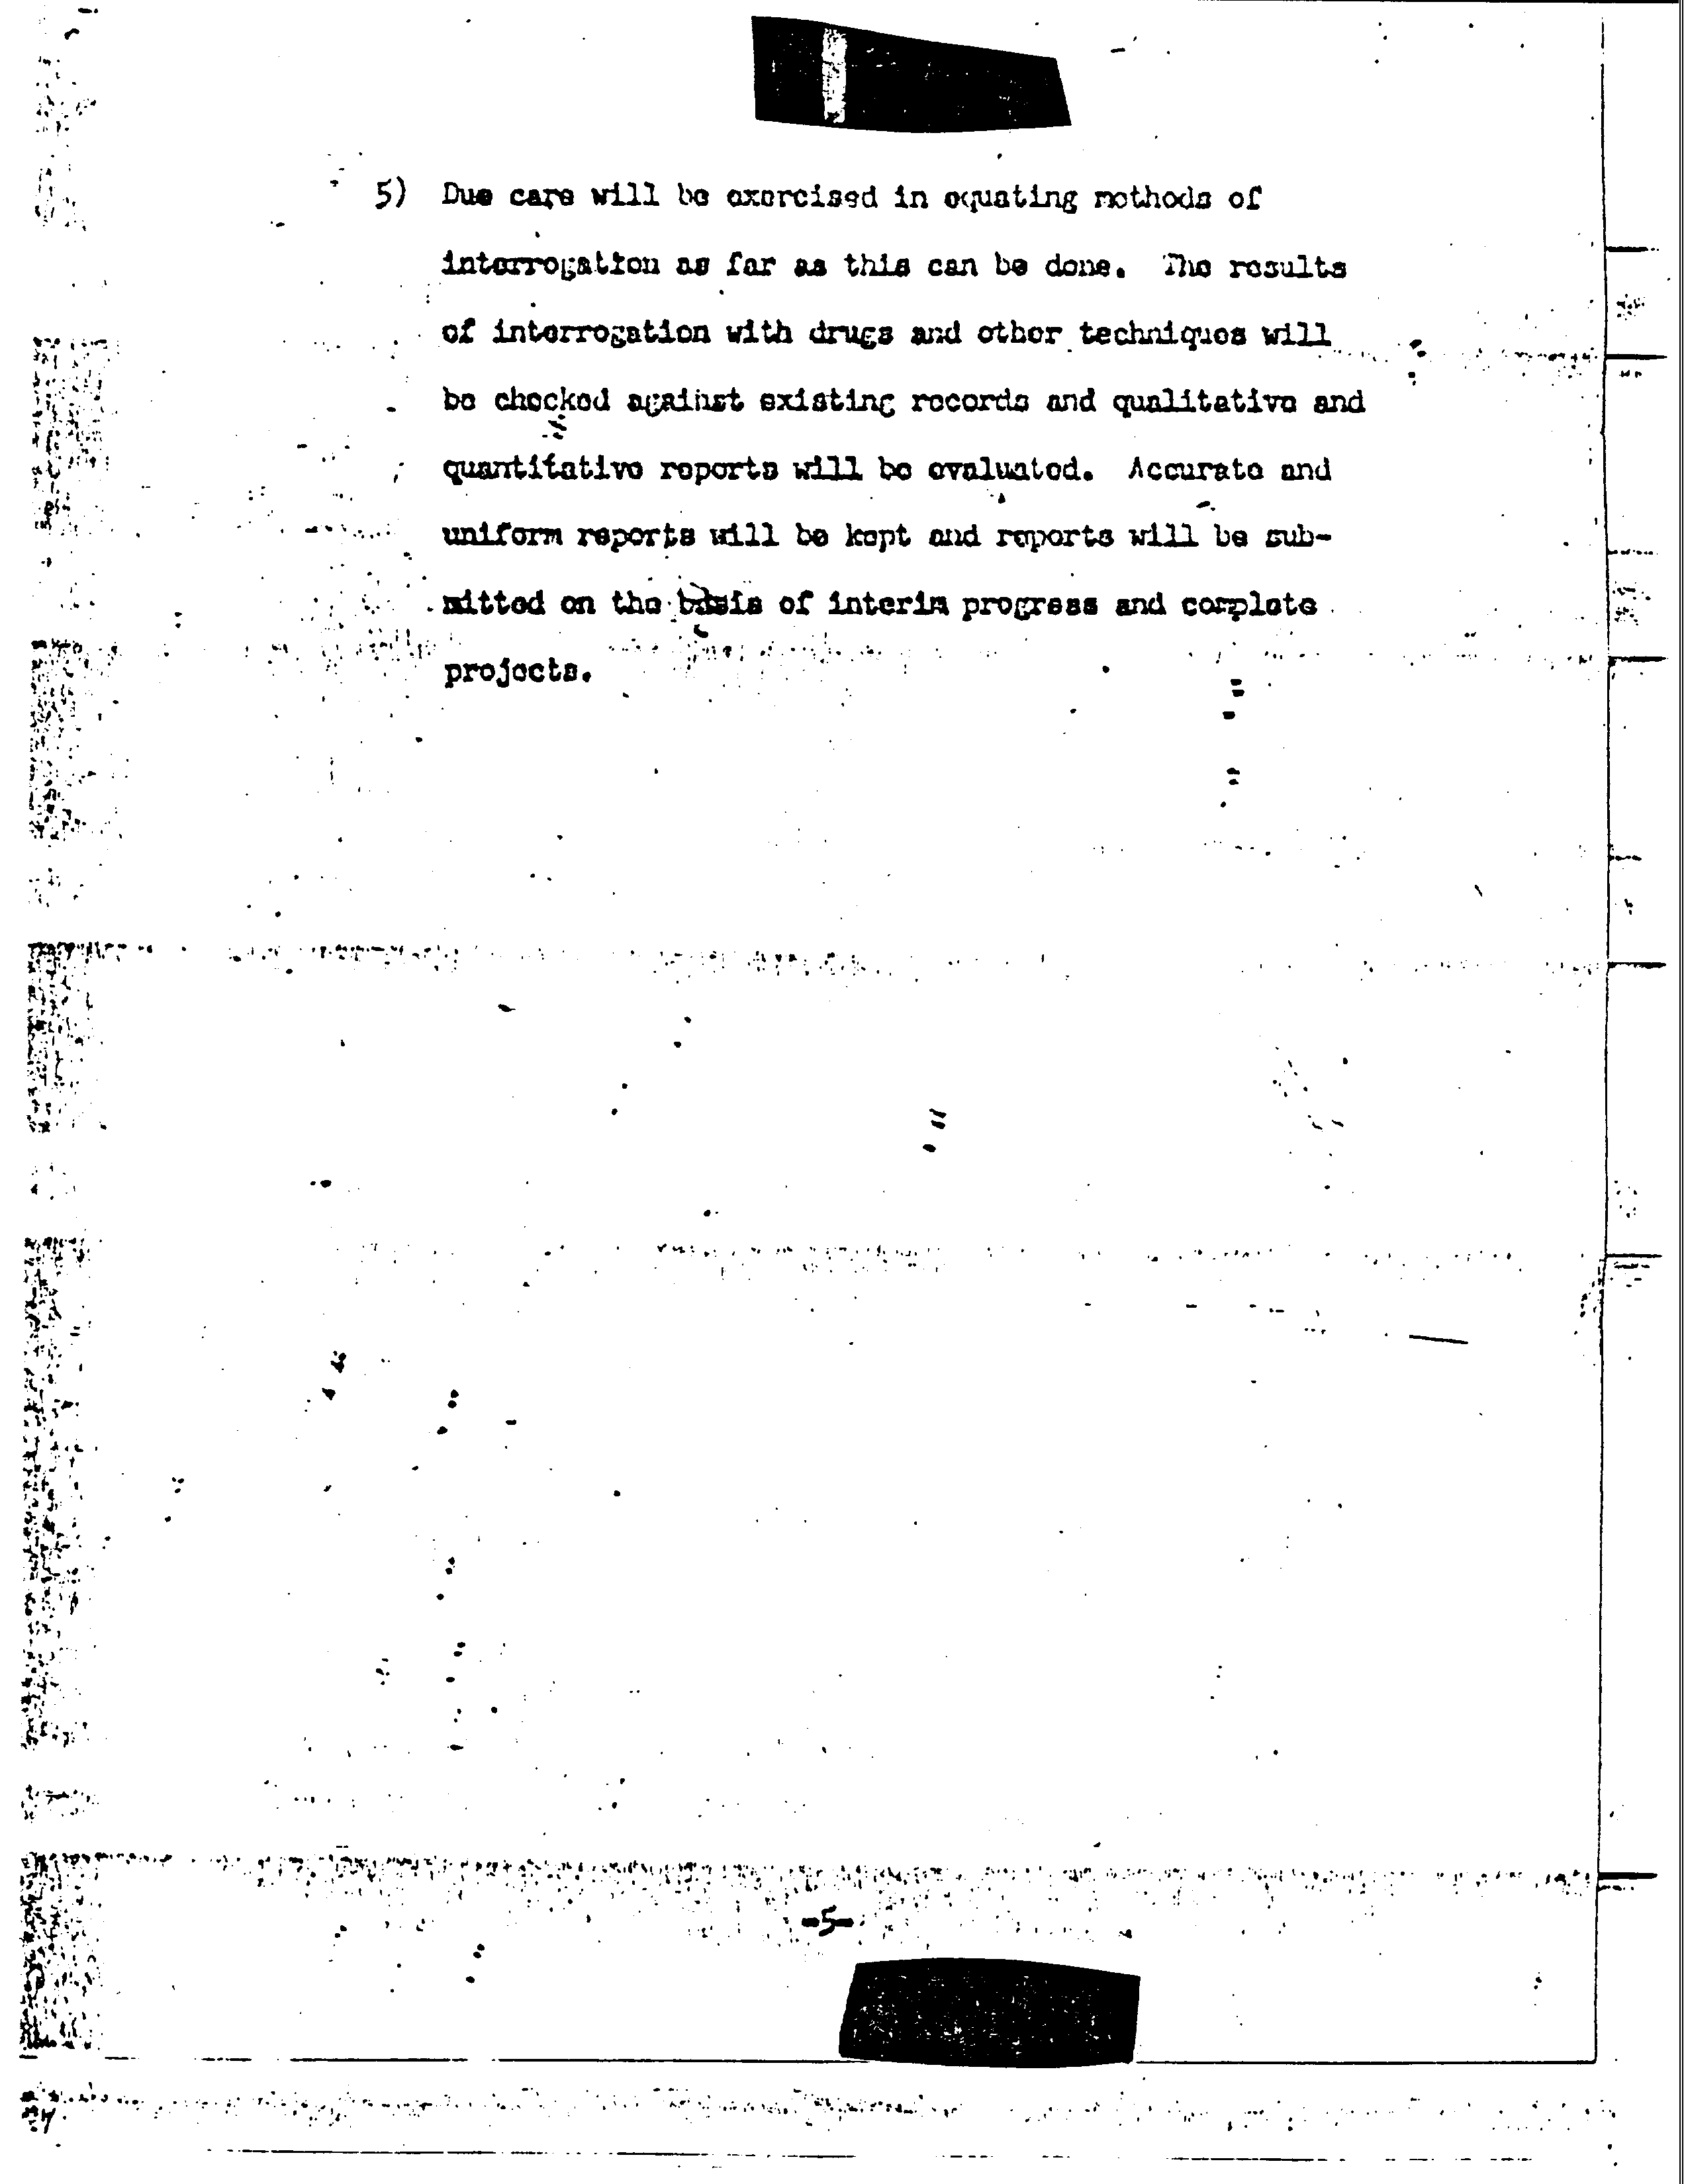 5) Due care will be exercised in equating methods of
interrogation as far as this can be done. The results
of interrogation with drugs and other techniques will
be checked against existing records and qualitative and
quantitative reports will be evaluated. Accurate and
uniform reports will be kept and reports will be sub-
mitted on the basis of interim progress and complete
projects.
-5-